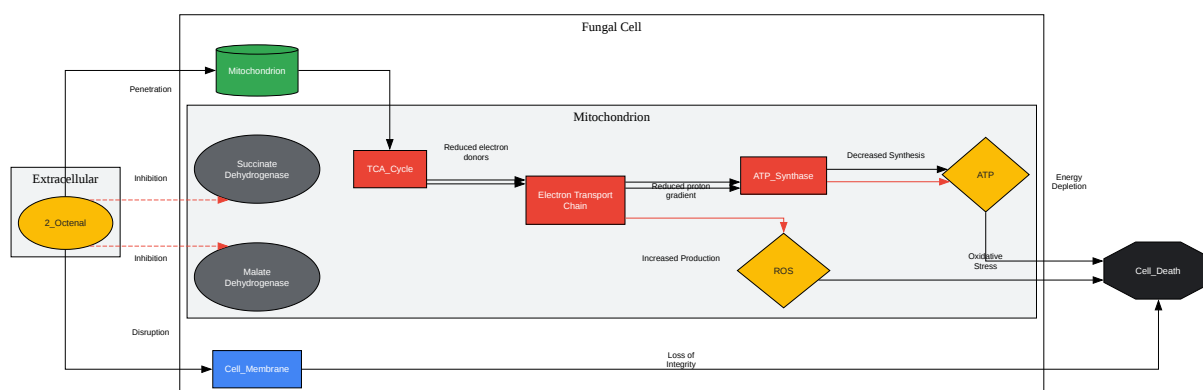 Fungal Cell
Mitochondrion
Penetration
Mitochondrion
Extracellular
2_Octenal
Inhibition
Inhibition
Succinate
Dehydrogenase
Malate
Dehydrogenase
TCA_Cycle
Reduced electron
donors
Electron Transport
Chain
Reduced proton
gradient
ATP_Synthase
Decreased Synthesis
ATP
Energy
Depletion
Increased Production
ROS
Oxidative
Stress
Cell_Death
Disruption
Cell_Membrane
Loss of
Integrity